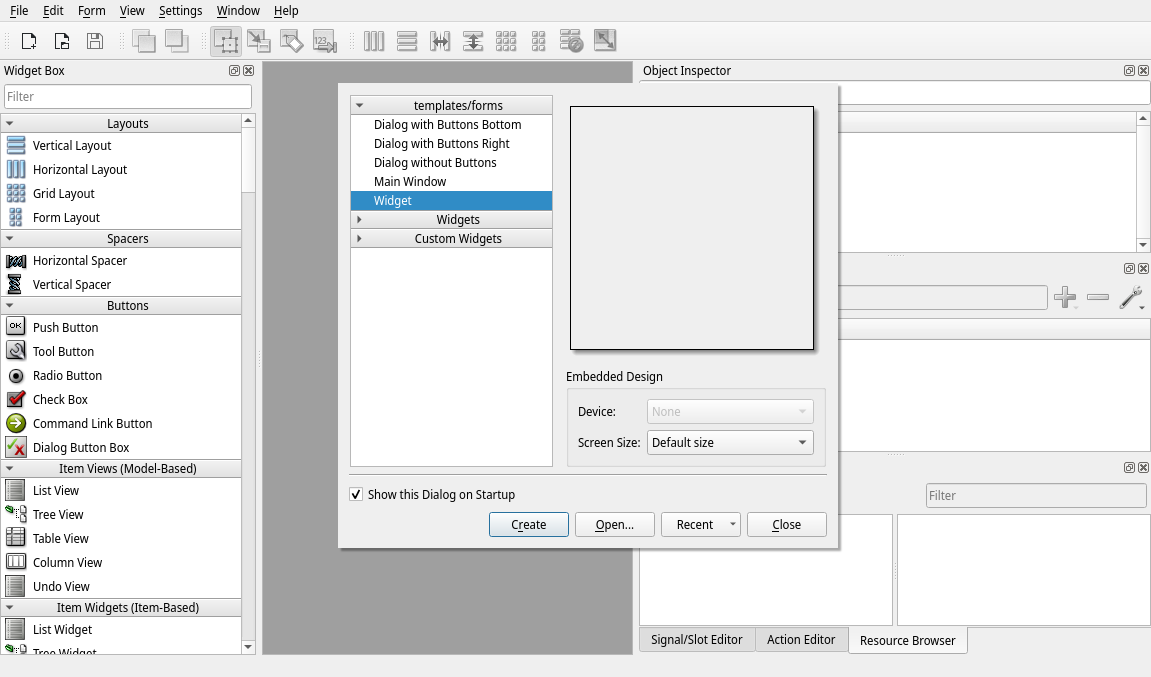 File Edit Form View Settings Window Help
123
Widget Box
Filter
Layouts
Vertical Layout
Horizontal Layout
Grid Layout
Form Layout
Spacers
Horizontal Spacer
Vertical Spacer
Buttons
OK Push Button
Tool Button
Radio Button
Check Box
Command Link Button
Dialog Button Box
Item Views (Model-Based)
List View
Tree View
Table View
Column View
Undo View
Item Widgets (Item-Based)
List Widget
Tree Widget
templates/forms
Dialog with Buttons Bottom
Dialog with Buttons Right
Dialog without Buttons
Main Window
Widget
Widgets
Custom Widgets
Embedded Design
Device: None
Screen Size: Default size
Show this Dialog on Startup
Create Open... Recent Close
Object Inspector
Filter
Signal/Slot Editor Action Editor Resource Browser